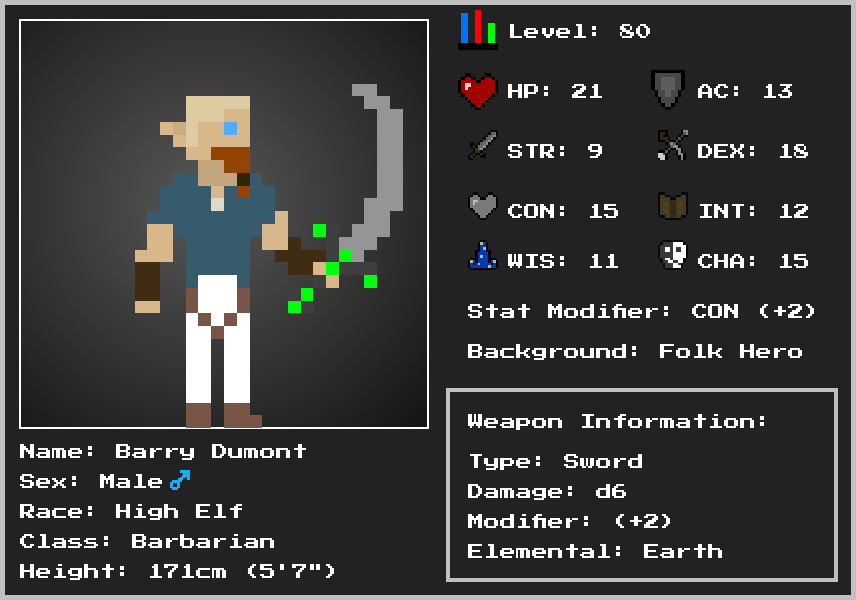 Level: 80
HP: 21
AC: 13
STR: 9
DEX: 18
CON: 15
INT: 12
WIS: 11
CHA: 15
Stat Modifier: CON (+2)
Background: Folk Hero
Weapon Information:
Type: Sword
Damage: d6
Modifier: (+2)
Elemental: Earth
Name: Barry Dumont
Sex: Male ♂
Race: High Elf
Class: Barbarian
Height: 171cm (5'7")